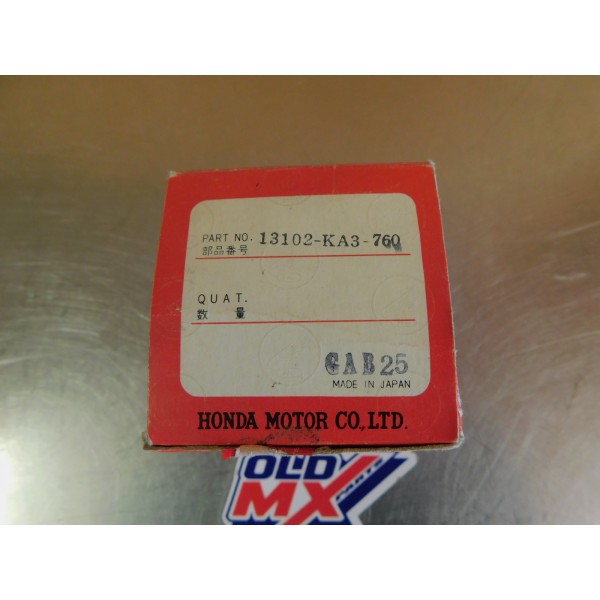 PART NO. 13102-KA3-760
部品番号
QUAT.
数 量
GAB25
MADE IN JAPAN
HONDA MOTOR CO., LTD.
OLD
MX PARTS